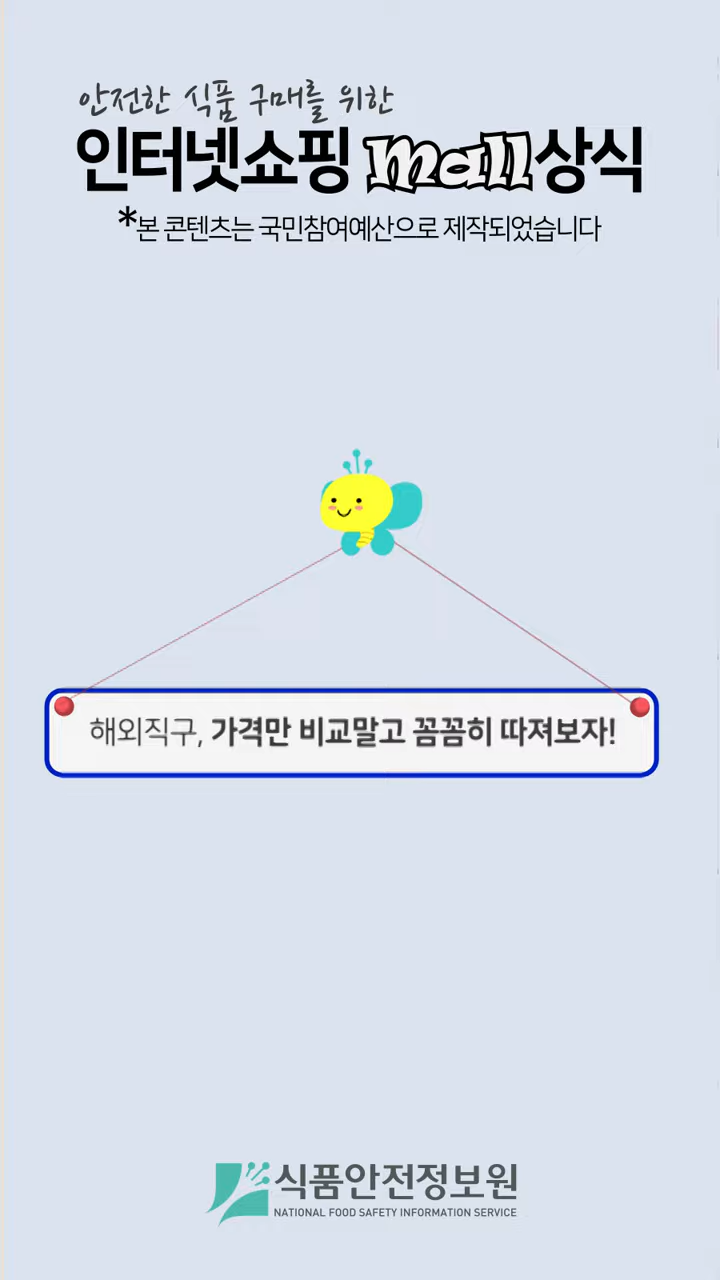 안전한 식품 구매를 위한
인터넷쇼핑 mall상식
*본 콘텐츠는 국민참여예산으로 제작되었습니다
해외직구, 가격만 비교말고 꼼꼼히 따져보자!
식품안전정보원
NATIONAL FOOD SAFETY INFORMATION SERVICE